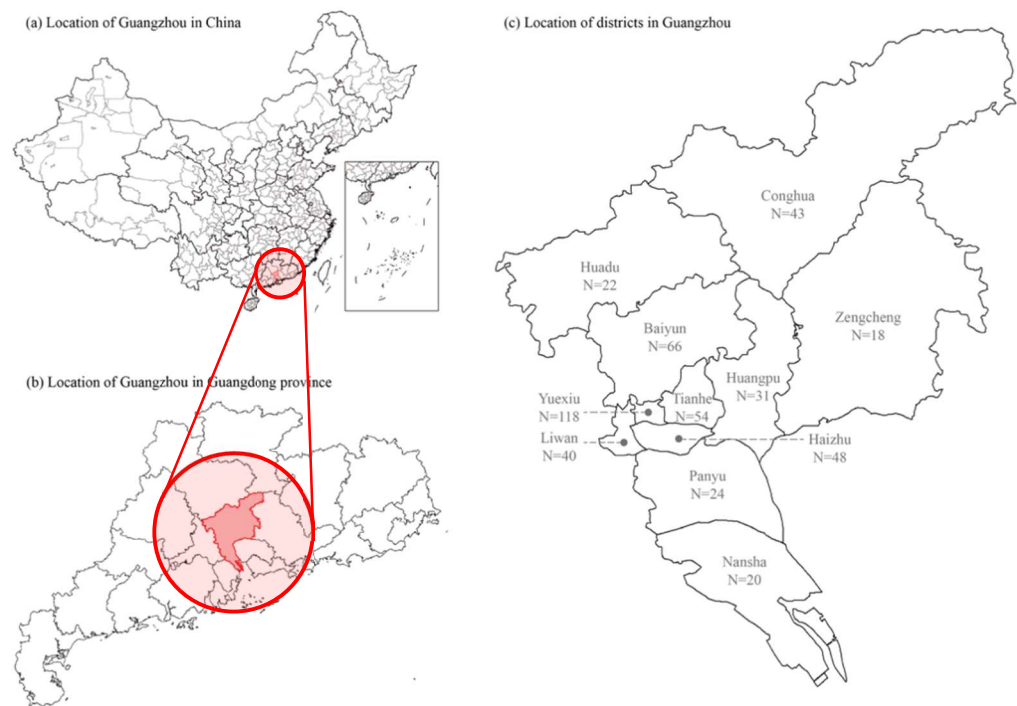 (a) Location of Guangzhou in China
(b) Location of Guangzhou in Guangdong province
(c) Location of districts in Guangzhou
Conghua
N=43
Huadu
N=22
Zengcheng
N=18
Baiyun
N=66
Huangpu
N=31
Yuexiu
N=118
Tianhe
N=54
Liwan
N=40
Haizhu
N=48
Panyu
N=24
Nansha
N=20